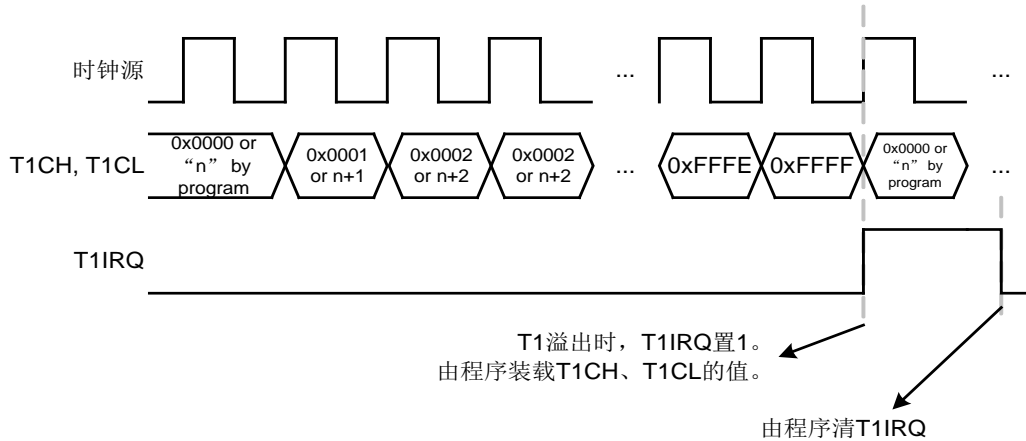 时钟源
...
...
T1CH, T1CL
0x0000 or
“n” by
program
0x0001
or n+1
0x0002
or n+2
0x0002
or n+2
...
0xFFFE
0xFFFF
0x0000 or
“n” by
program
...
T1IRQ
T1溢出时，T1IRQ置1。
由程序装载T1CH、T1CL的值。
由程序清T1IRQ